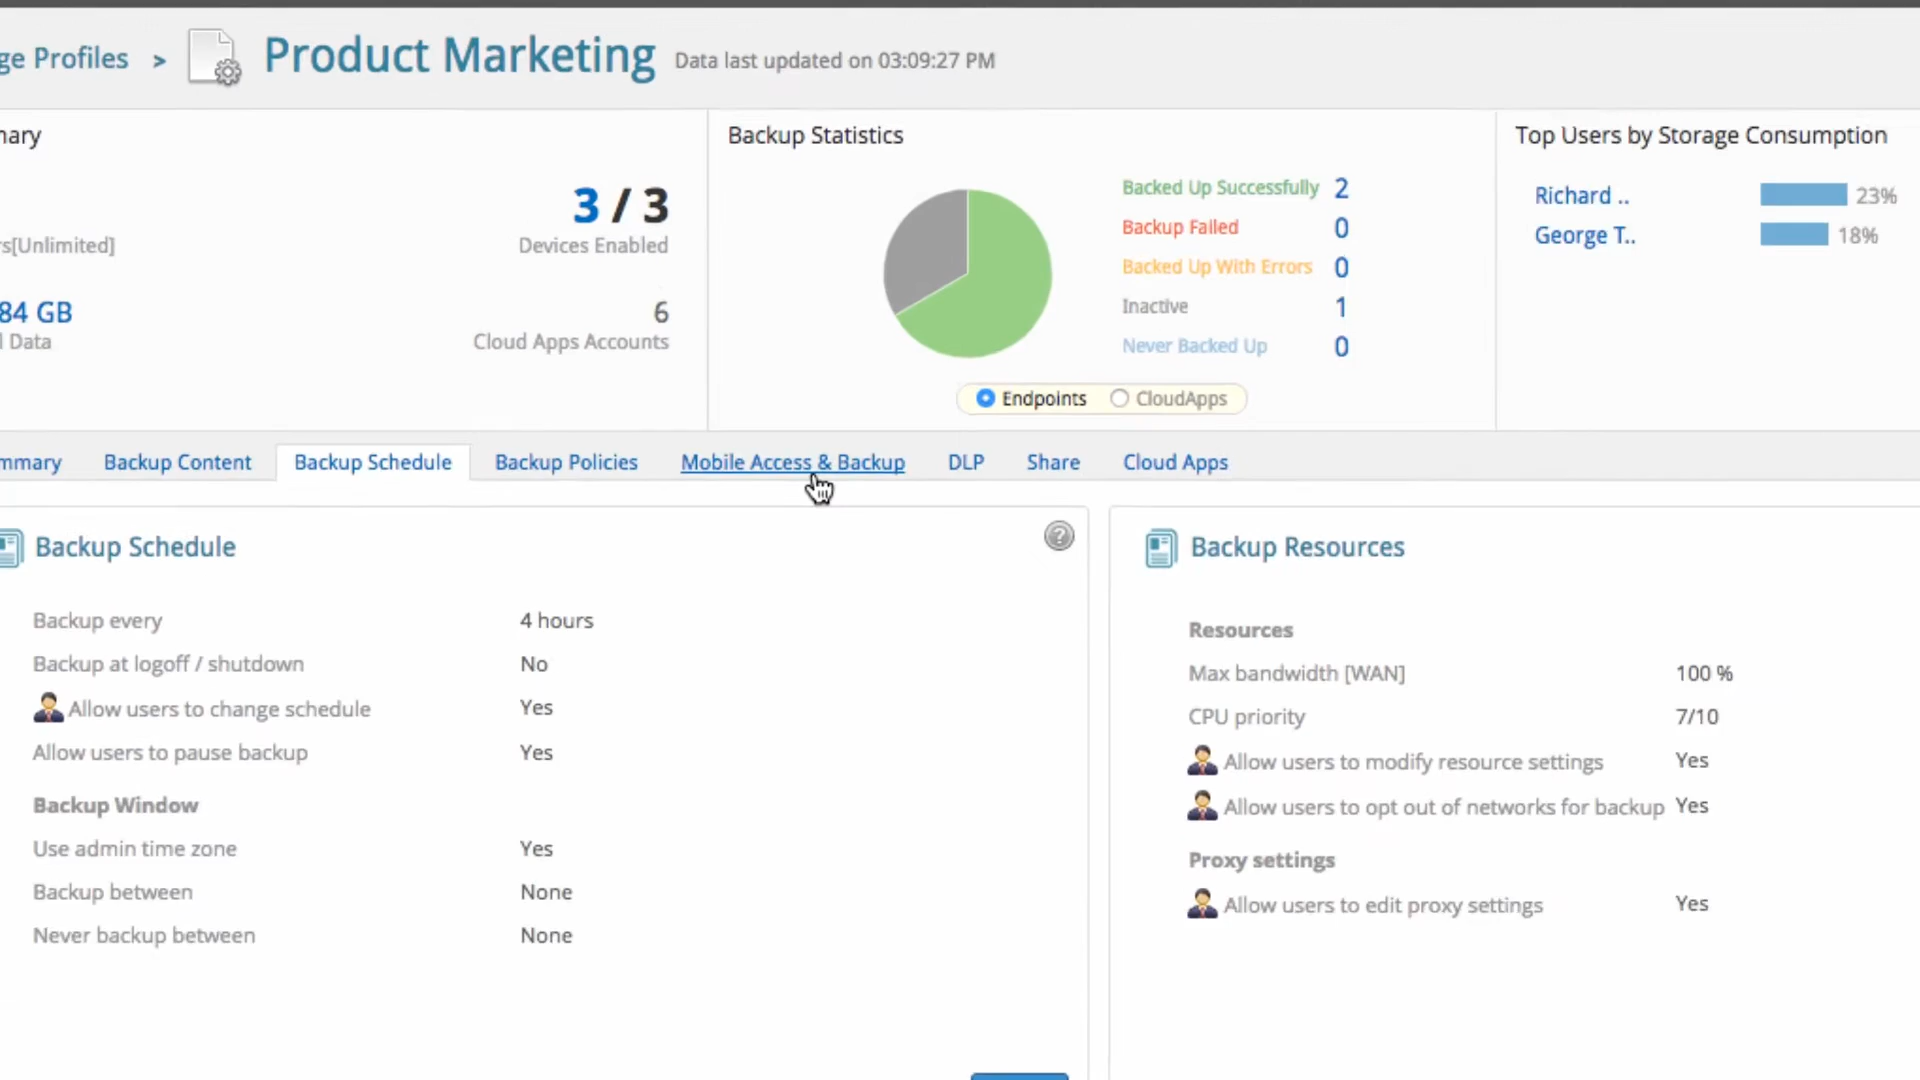 ge Profiles > Product Marketing Data last updated on 03:09:27 PM
mary
3 / 3
Devices Enabled
rs[Unlimited]
84 GB
l Data
6
Cloud Apps Accounts
Backup Statistics
Backed Up Successfully 2
Backup Failed 0
Backed Up With Errors 0
Inactive 1
Never Backed Up 0
Endpoints CloudApps
Top Users by Storage Consumption
Richard .. 23%
George T.. 18%
mmary Backup Content Backup Schedule Backup Policies Mobile Access & Backup DLP Share Cloud Apps
Backup Schedule ?
Backup every 4 hours
Backup at logoff / shutdown No
Allow users to change schedule Yes
Allow users to pause backup Yes
Backup Window
Use admin time zone Yes
Backup between None
Never backup between None
Backup Resources
Resources
Max bandwidth [WAN] 100 %
CPU priority 7/10
Allow users to modify resource settings Yes
Allow users to opt out of networks for backup Yes
Proxy settings
Allow users to edit proxy settings Yes